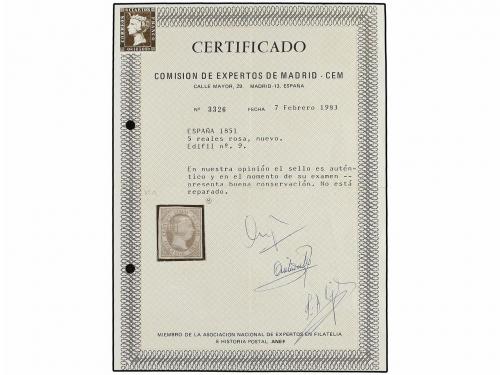 CERTIFICADO
COMISION DE EXPERTOS DE MADRID - CEM
CALLE MAYOR, 29. MADRID-13. ESPAÑA
Nº 3326 FECHA 7 Febrero 1983
ESPAÑA 1851
5 reales rosa, nuevo.
Edifil nº. 9.
En nuestra opinión el sello es autén-
tico y en el momento de su examen --
presenta buena conservación. No está
reparado.
MIEMBRO DE LA ASOCIACION NACIONAL DE EXPERTOS EN FILATELIA
E HISTORIA POSTAL. ANEF